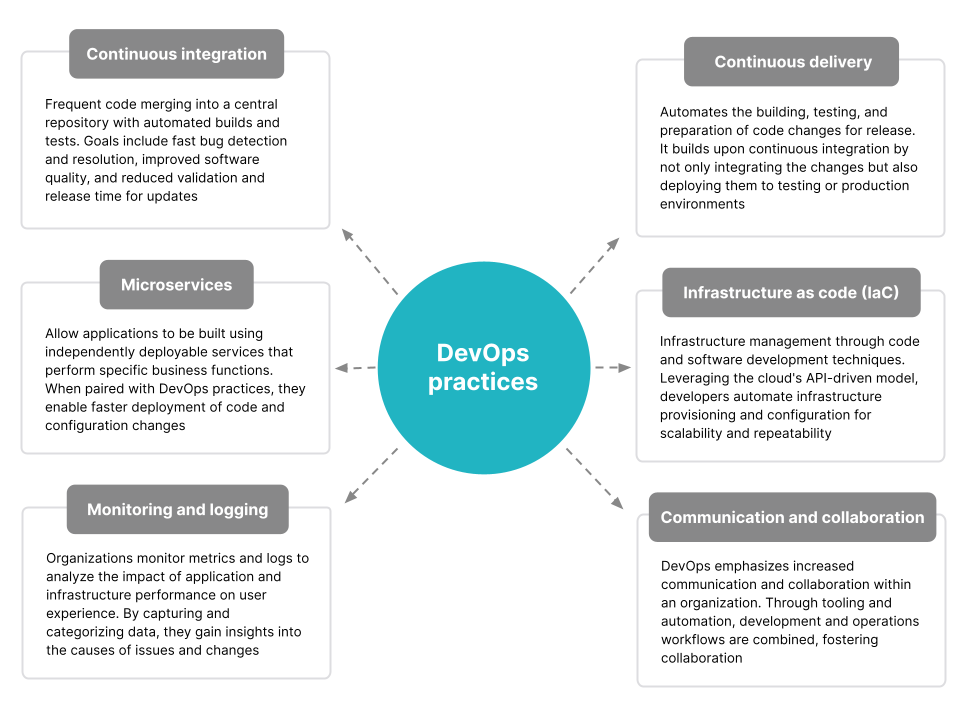 Continuous integration
Frequent code merging into a central
repository with automated builds and
tests. Goals include fast bug detection
and resolution, improved software
quality, and reduced validation and
release time for updates
Continuous delivery
Automates the building, testing, and
preparation of code changes for release.
It builds upon continuous integration by
not only integrating the changes but also
deploying them to testing or production
environments
Microservices
Allow applications to be built using
independently deployable services that
perform specific business functions.
When paired with DevOps practices, they
enable faster deployment of code and
configuration changes
DevOps
practices
Infrastructure as code (IaC)
Infrastructure management through code
and software development techniques.
Leveraging the cloud's API-driven model,
developers automate infrastructure
provisioning and configuration for
scalability and repeatability
Monitoring and logging
Organizations monitor metrics and logs to
analyze the impact of application and
infrastructure performance on user
experience. By capturing and
categorizing data, they gain insights into
the causes of issues and changes
Communication and collaboration
DevOps emphasizes increased
communication and collaboration within
an organization. Through tooling and
automation, development and operations
workflows are combined, fostering
collaboration